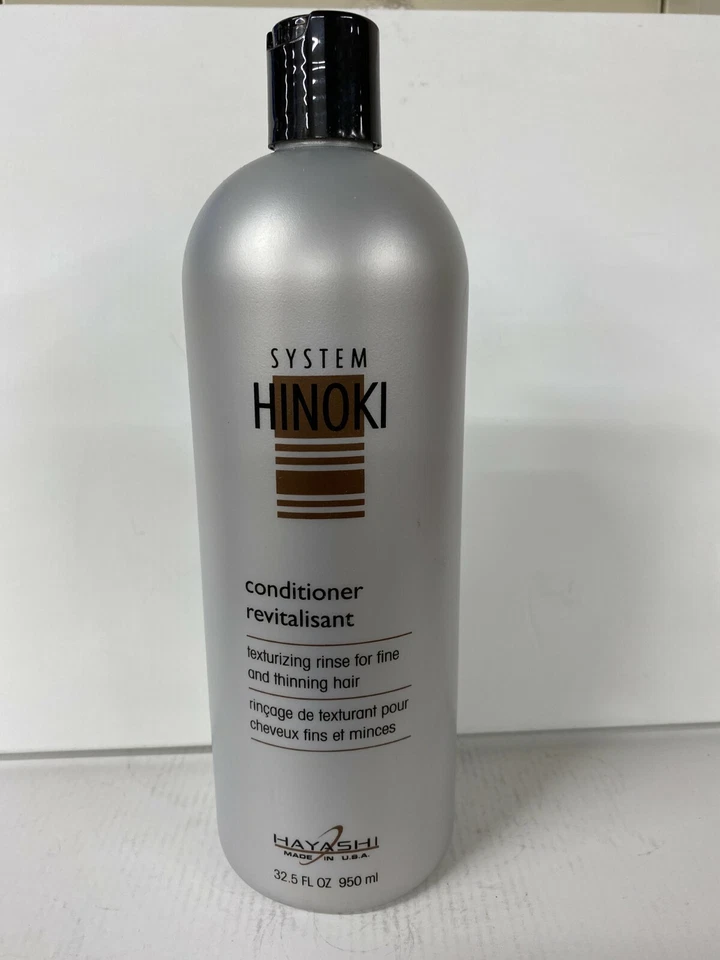 SYSTEM
HINOKI
conditioner
revitalisant
texturizing rinse for fine
and thinning hair
rinçage de texturant pour
cheveux fins et minces
HAYASHI
MADE IN U.S.A.
32.5 FL OZ 950 ml